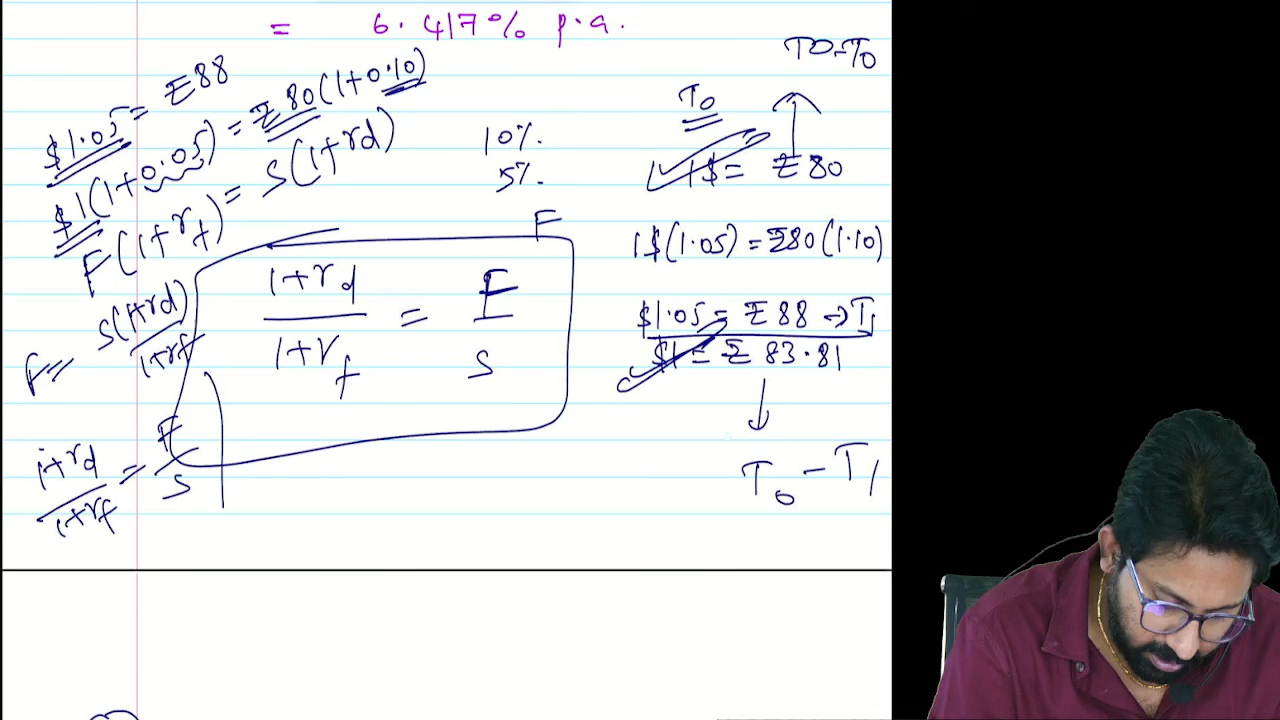 = 6.417% p.a.
$1.05 = ₹88
$1(1+0.05) = ₹80(1+0.10)
F(1+rf) = S(1+rd)
F = S(1+rd)/1+rf
1+rd/1+rf = F/S
10%.
5%.
F
1+rd/1+rf = F/S
T0-T0
T0
1$ = ₹80
1$(1.05) = ₹80(1.10)
$1.05 = ₹88 → T1
$1 = ₹83.81
T0 - T1